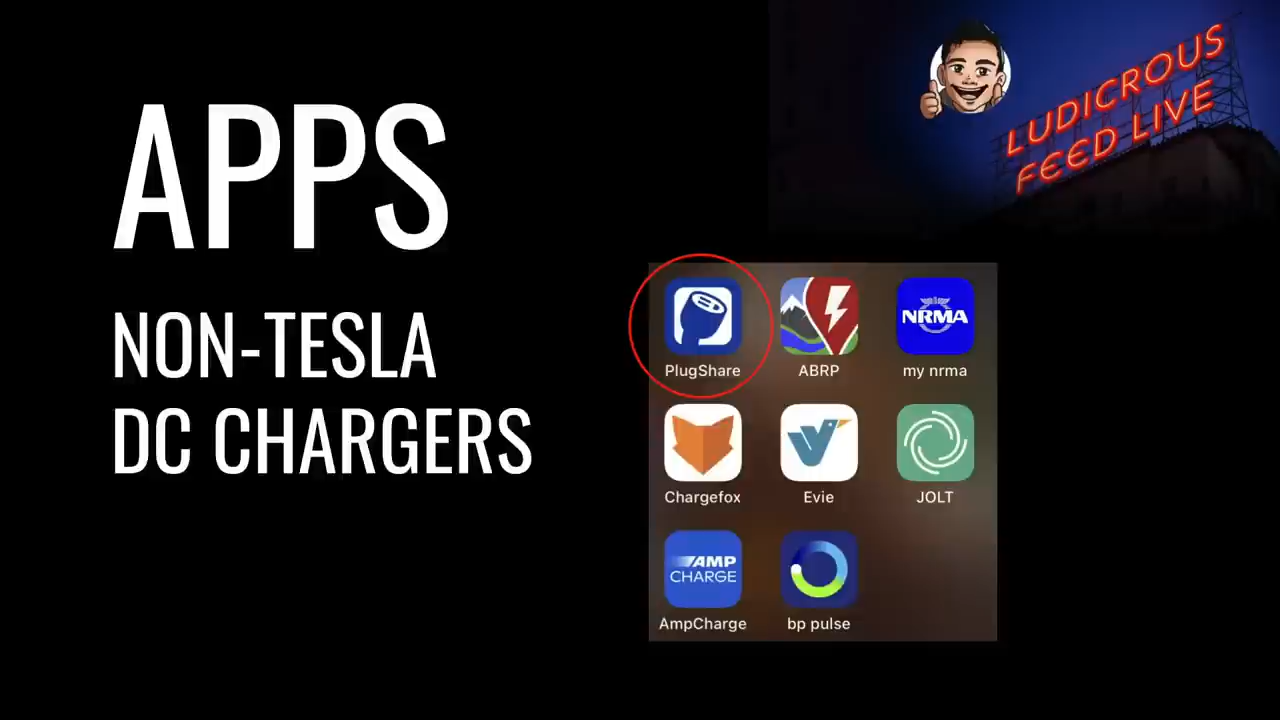 APPS
NON-TESLA
DC CHARGERS
LUDICROUS
FEED LIVE
NRMA
PlugShare
ABRP
my nrma
Chargefox
Evie
JOLT
AMP
CHARGE
AmpCharge
bp pulse